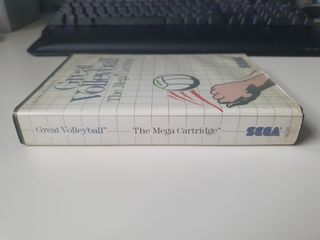 Great
Volleyball
The Mega Cartridge
SEGA
Great Volleyball™
The Mega Cartridge™
SEGA®